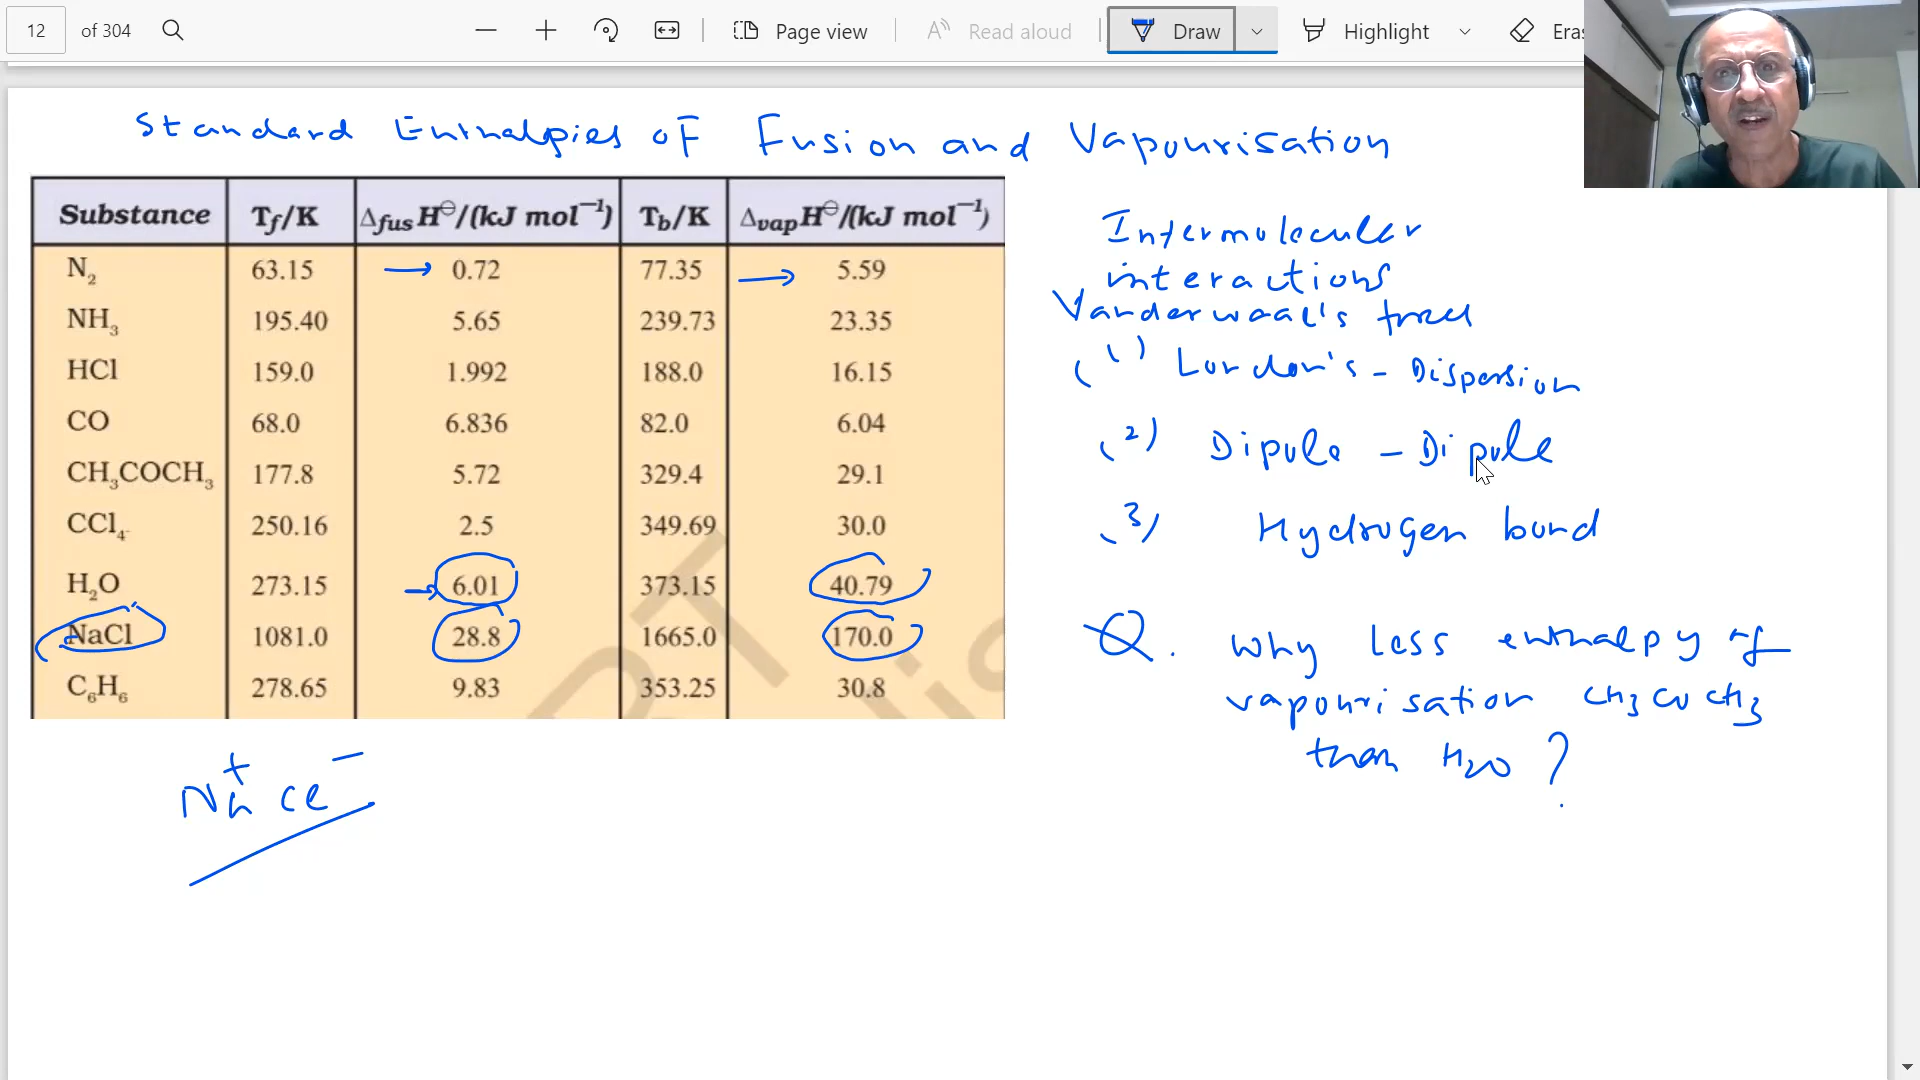 12 of 304 Page view Read aloud Draw Highlight Eras
Standard Enthalpies of Fusion and Vapourisation
Substance T_f/K Δ_fus H⊖/(kJ mol⁻¹) T_b/K Δ_vap H⊖/(kJ mol⁻¹)
N₂ 63.15 → 0.72 77.35 → 5.59
NH₃ 195.40 5.65 239.73 23.35
HCl 159.0 1.992 188.0 16.15
CO 68.0 6.836 82.0 6.04
CH₃COCH₃ 177.8 5.72 329.4 29.1
CCl₄ 250.16 2.5 349.69 30.0
H₂O 273.15 → 6.01 373.15 40.79
NaCl 1081.0 28.8 1665.0 170.0
C₆H₆ 278.65 9.83 353.25 30.8
Na⁺ Cl⁻
Intermolecular
interactions
Vanderwaal's
(1) London's - Dispersion
(2) Dipole - Dipole
(3) Hydrogen bond
Q. Why less enthalpy of
vapourisation CH₃COCH₃
than H₂O ?